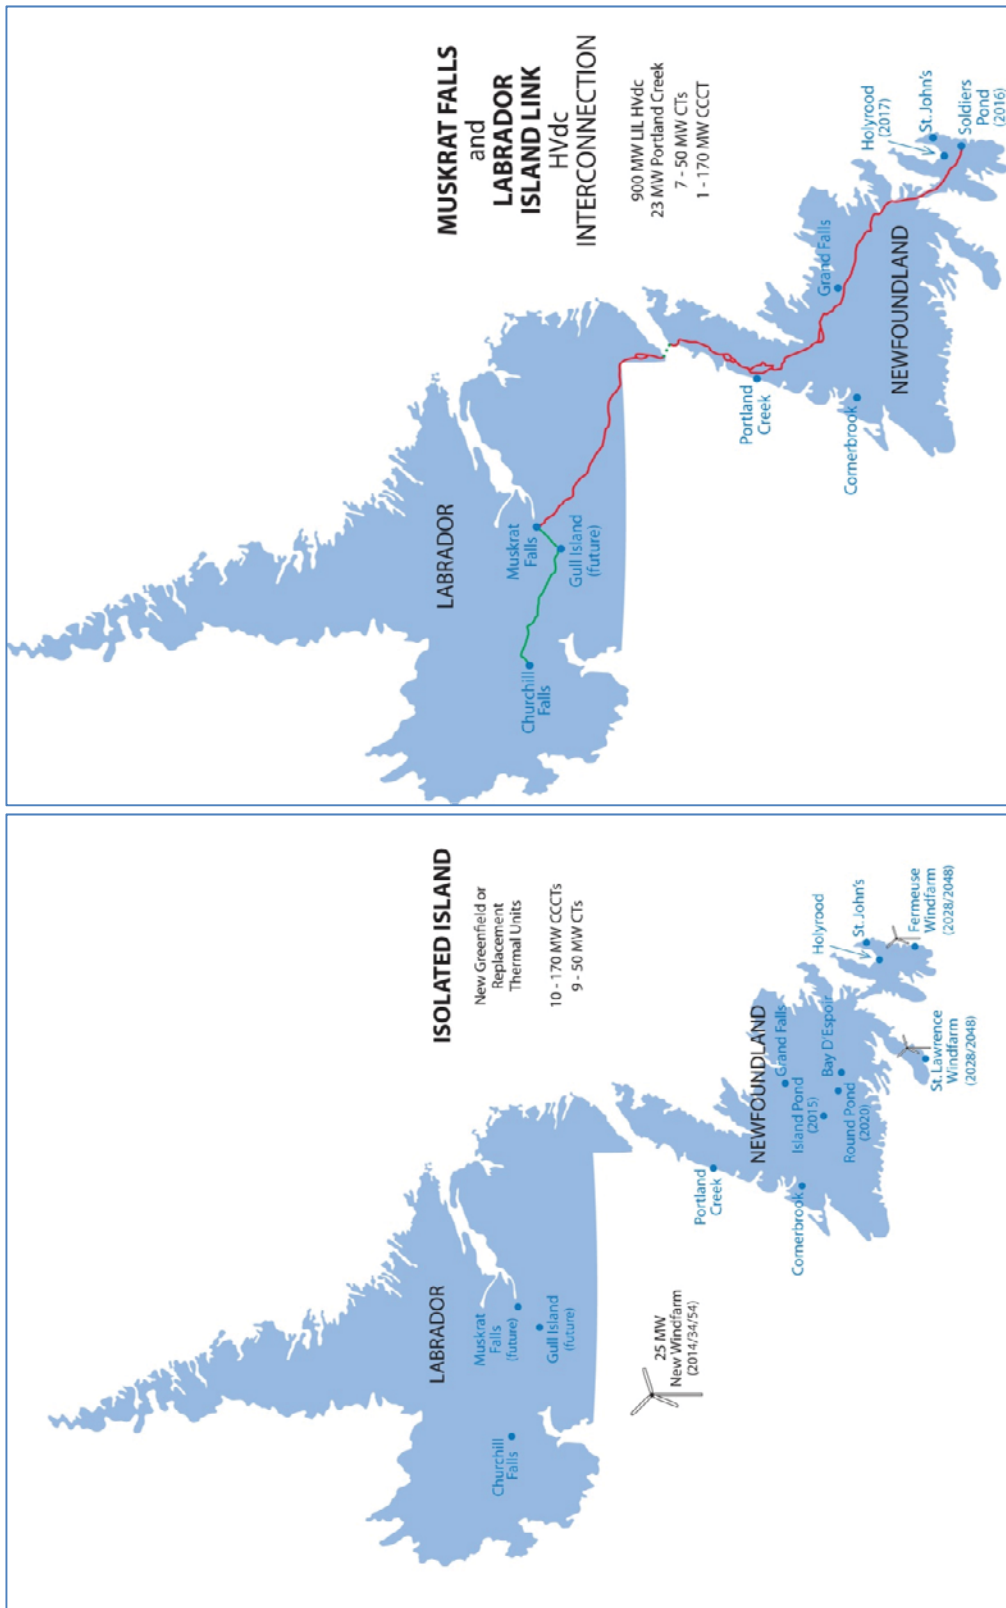 ISOLATED ISLAND
New Greenfield or
Replacement
Thermal Units
10 - 170 MW CCCTs
9 - 50 MW CTs
LABRADOR
Churchill
Falls
Muskrat
Falls
(future)
Gull Island
(future)
25 MW
New Windfarm
(2014/34/54)
Portland
Creek
NEWFOUNDLAND
Cornerbrook
Grand Falls
Island Pond
(2015)
Bay D'Espoir
Round Pond
(2020)
Holyrood
St. John's
Fermeuse
Windfarm
(2028/2048)
St. Lawrence
Windfarm
(2028/2048)
MUSKRAT FALLS
and
LABRADOR
ISLAND LINK
HVdc
INTERCONNECTION
900 MW LIL HVdc
23 MW Portland Creek
7 - 50 MW CTs
1 - 170 MW CCCT
LABRADOR
Churchill
Falls
Muskrat
Falls
Gull Island
(future)
Portland
Creek
Cornerbrook
Grand Falls
NEWFOUNDLAND
Holyrood
(2017)
St. John's
Soldiers
Pond
(2016)